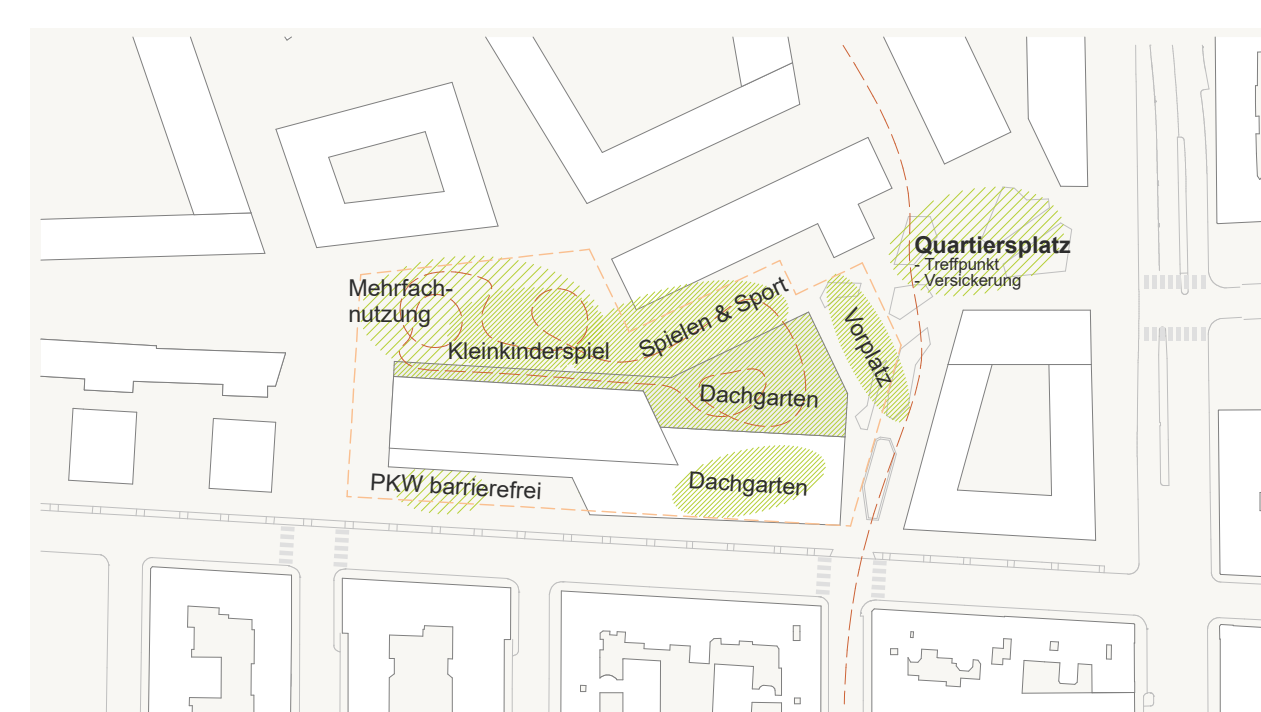 Quartiersplatz
- Treffpunkt
- Versickerung
Mehrfach-
nutzung
Kleinkinderspiel
Spielen & Sport
Vorplatz
Dachgarten
PKW barrierefrei
Dachgarten